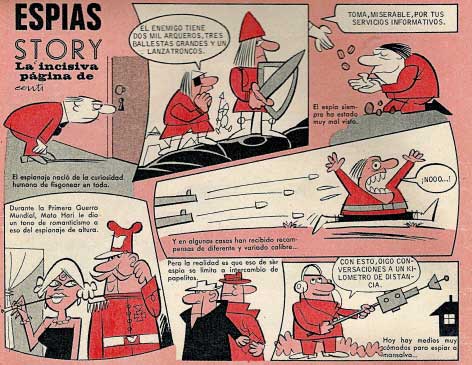 ESPIAS
STORY
La incisiva
página de
conti
EL ENEMIGO TIENE
DOS MIL ARQUEROS, TRES
BALLESTAS GRANDES Y UN
LANZATRONCOS.
TOMA, MISERABLE, POR TUS
SERVICIOS INFORMATIVOS.
El espionaje nació de la curiosidad
humana de fisgonear en todo.
El espía siem-
pre ha estado
muy mal visto.
Durante la Primera Guerra
Mundial, Mata Hari le dio
un tono de romanticismo a
eso del espionaje de altura.
¡NOOO...!
Y en algunos casos han recibido recom-
pensas de diferente y variado calibre...
Pero la realidad es que eso de ser
espía se limita a intercambio de
papelitos.
CON ESTO, OIGO CON-
VERSACIONES A UN KI-
LOMETRO DE DISTAN-
CIA.
Hoy hay medios muy
cómodos para espiar a
mansalva...